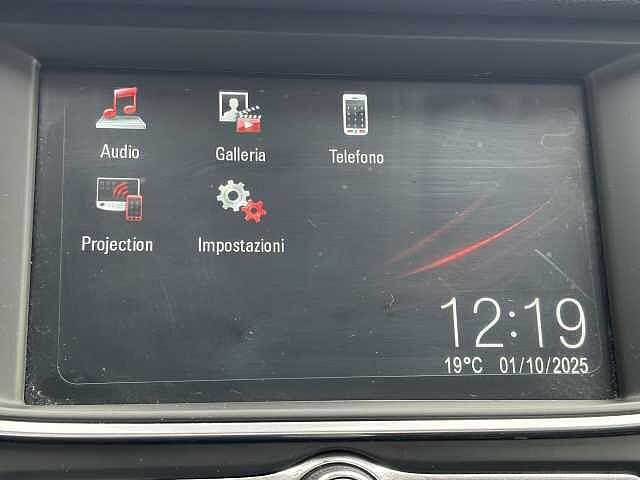 Audio
Galleria
Telefono
Projection
Impostazioni
12:19
19°C 01/10/2025